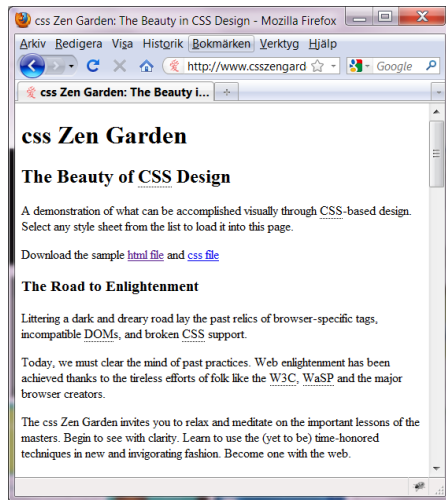 css Zen Garden: The Beauty in CSS Design - Mozilla Firefox
Arkiv Redigera Visa Historik Bokmärken Verktyg Hjälp
http://www.csszengard Google
css Zen Garden: The Beauty i...
css Zen Garden
The Beauty of CSS Design
A demonstration of what can be accomplished visually through CSS-based design.
Select any style sheet from the list to load it into this page.
Download the sample html file and css file
The Road to Enlightenment
Littering a dark and dreary road lay the past relics of browser-specific tags,
incompatible DOMs, and broken CSS support.
Today, we must clear the mind of past practices. Web enlightenment has been
achieved thanks to the tireless efforts of folk like the W3C, WaSP and the major
browser creators.
The css Zen Garden invites you to relax and meditate on the important lessons of the
masters. Begin to see with clarity. Learn to use the (yet to be) time-honored
techniques in new and invigorating fashion. Become one with the web.